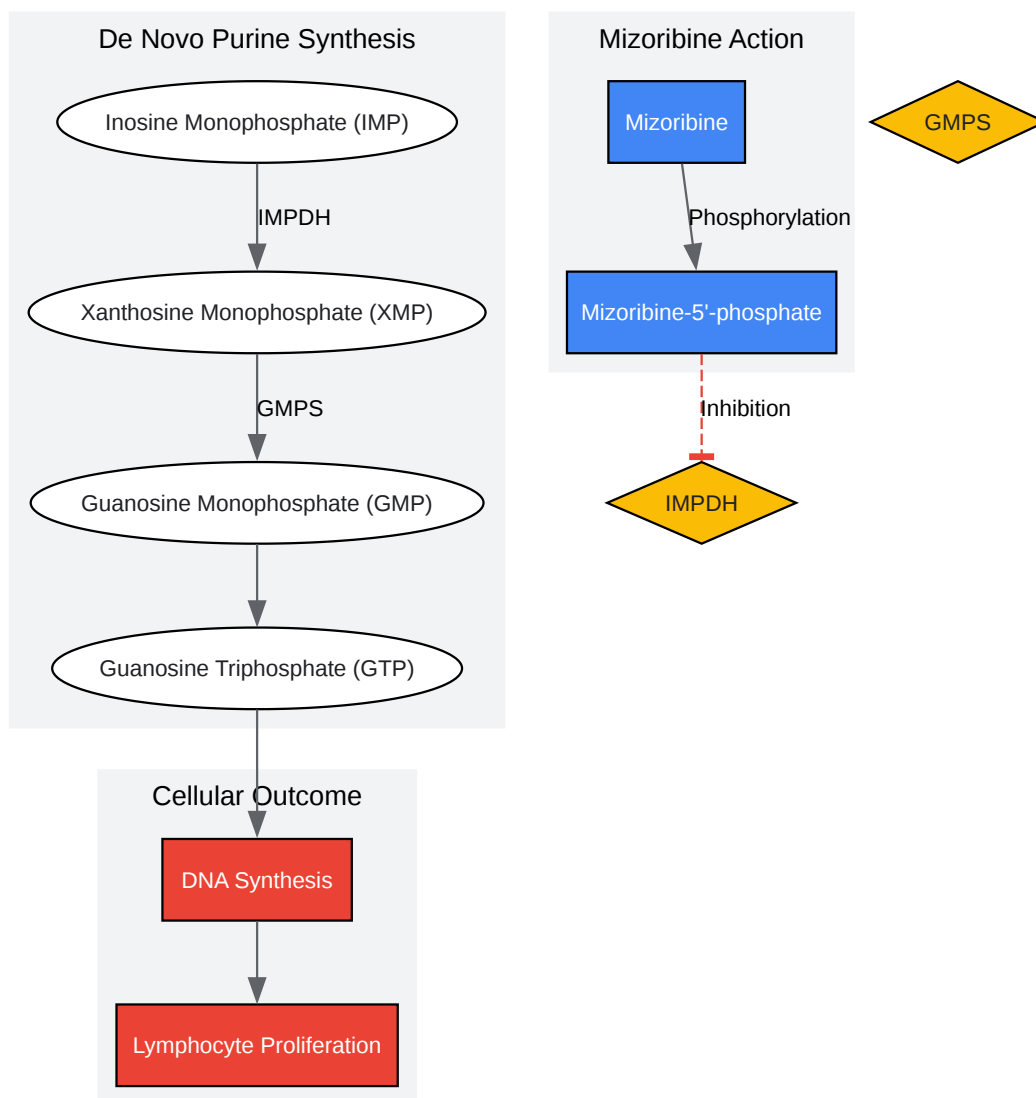 De Novo Purine Synthesis
Inosine Monophosphate (IMP)
IMPDH
Xanthosine Monophosphate (XMP)
GMPS
Guanosine Monophosphate (GMP)
Guanosine Triphosphate (GTP)
Cellular Outcome
DNA Synthesis
Lymphocyte Proliferation
Mizoribine Action
Mizoribine
Phosphorylation
Mizoribine-5'-phosphate
Inhibition
IMPDH
GMPS